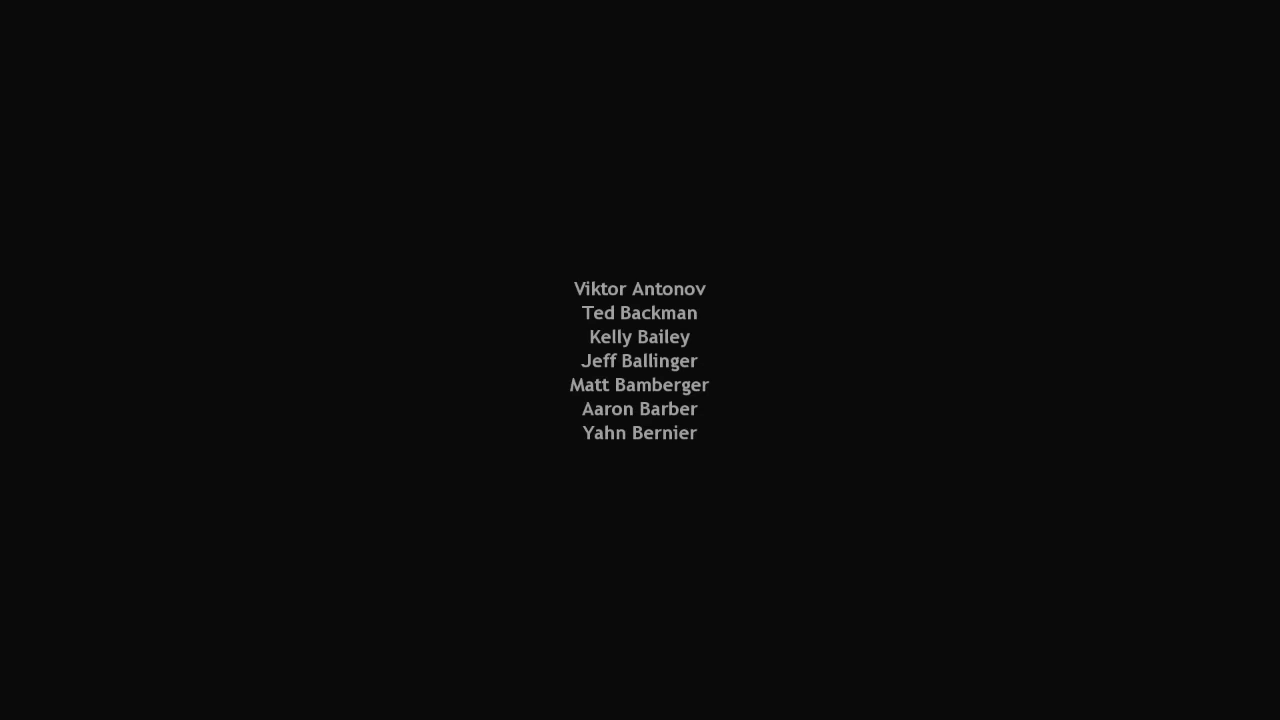 Viktor Antonov
Ted Backman
Kelly Bailey
Jeff Ballinger
Matt Bamberger
Aaron Barber
Yahn Bernier